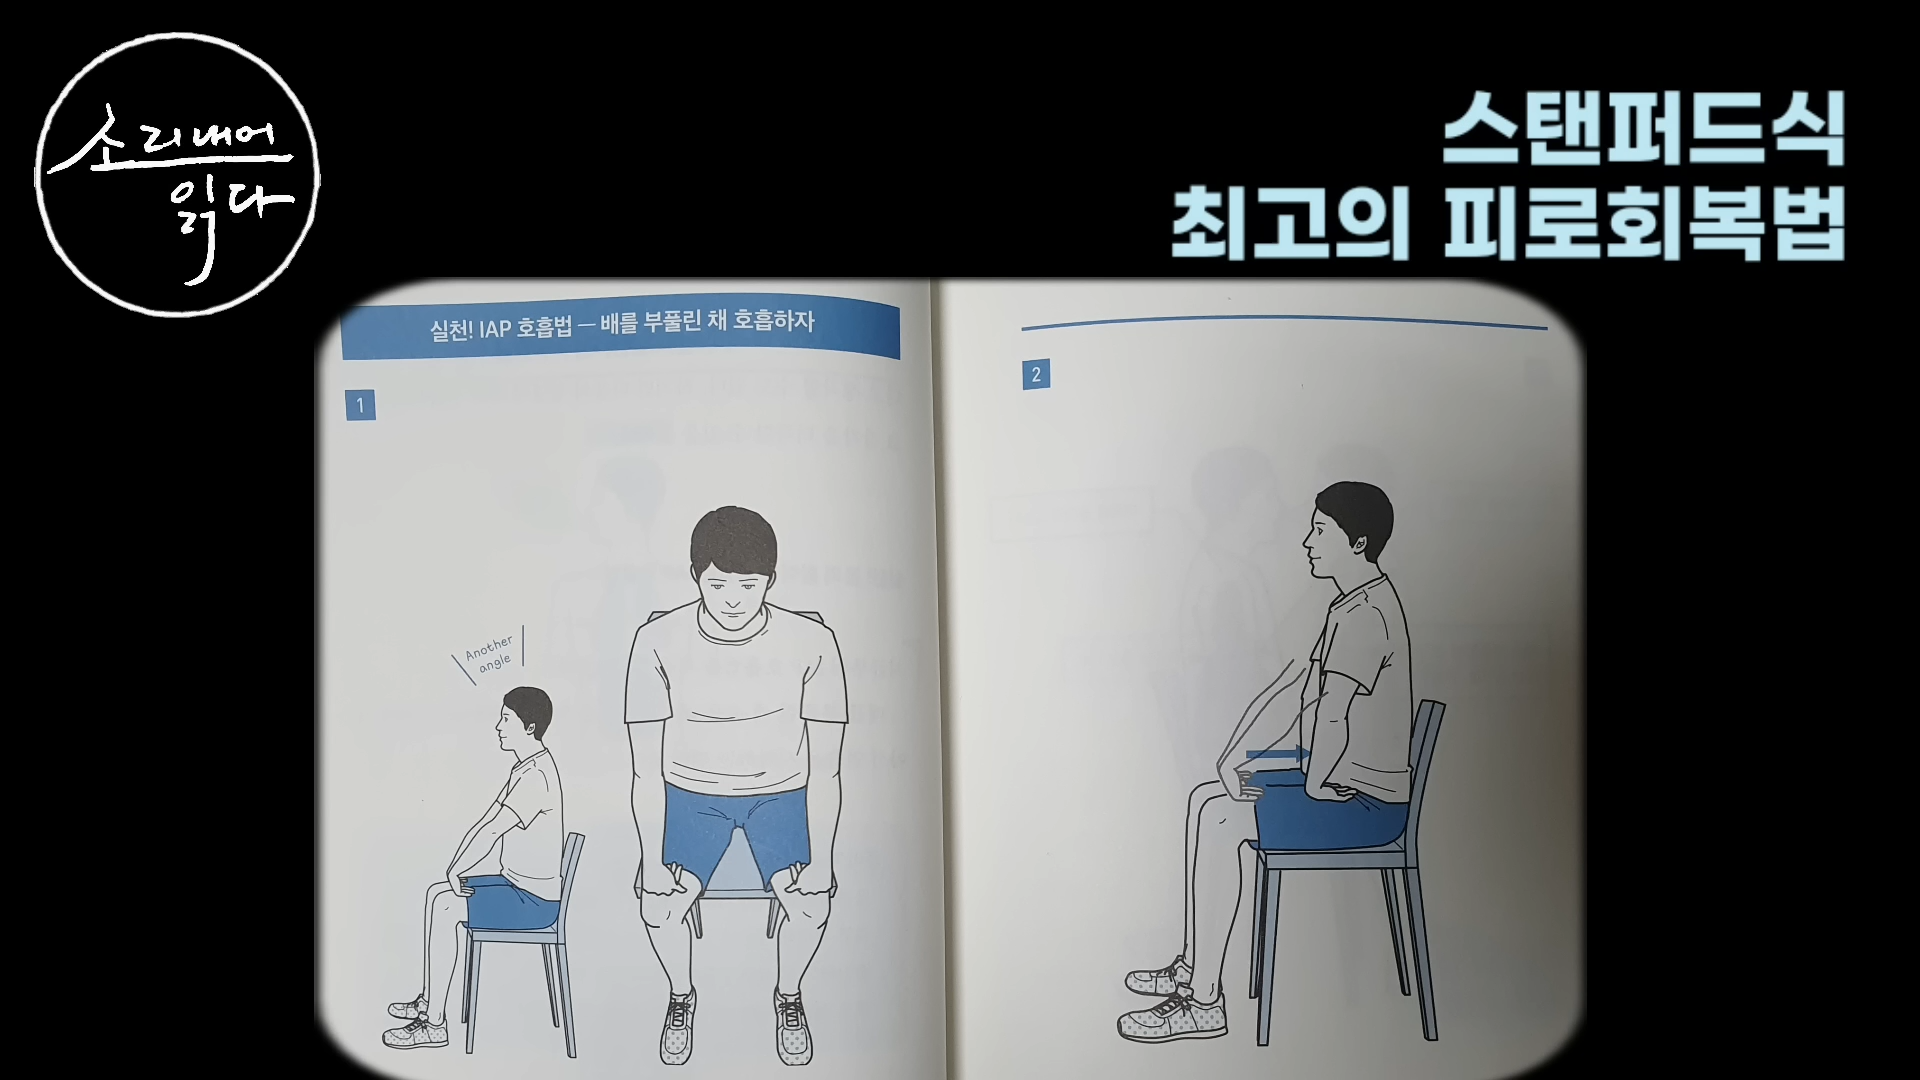 소리내어
읽다
스탠퍼드식
최고의 피로회복법
실천! IAP 호흡법 – 배를 부풀린 채 호흡하자
1
Another
angle
2